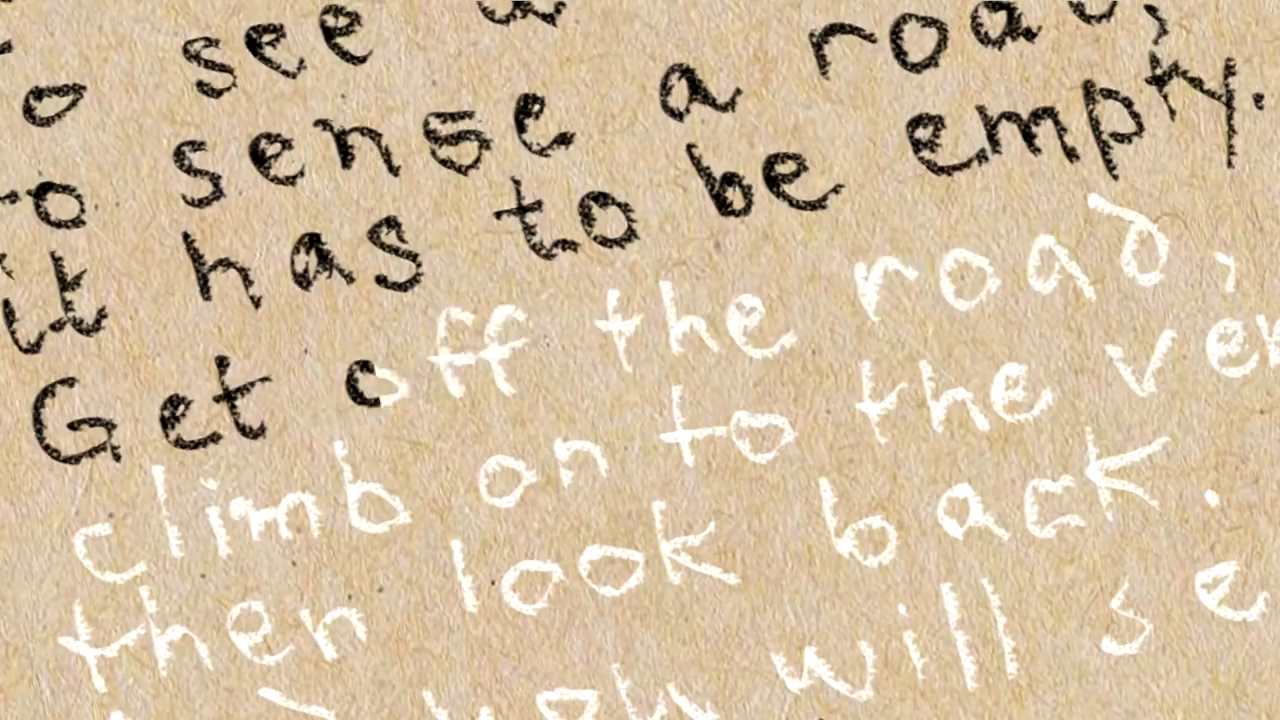 o see a
o sense a road,
it has to be empty.
Get off the road,
climb on to the ver
then look back.
you will se